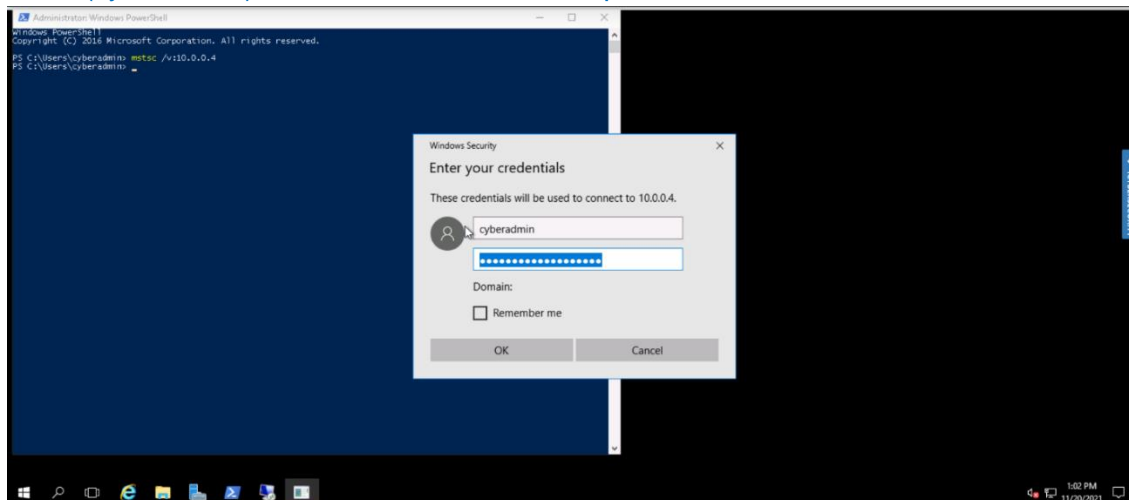 Administrator: Windows PowerShell
Windows PowerShell
Copyright (C) 2016 Microsoft Corporation. All rights reserved.
PS C:\Users\cyberadmin> mstsc /v:10.0.0.4
PS C:\Users\cyberadmin> _
Windows Security
Enter your credentials
These credentials will be used to connect to 10.0.0.4.
cyberadmin
•••••••••••••••••••
Domain:
Remember me
OK
Cancel
1:02 PM
11/20/2021